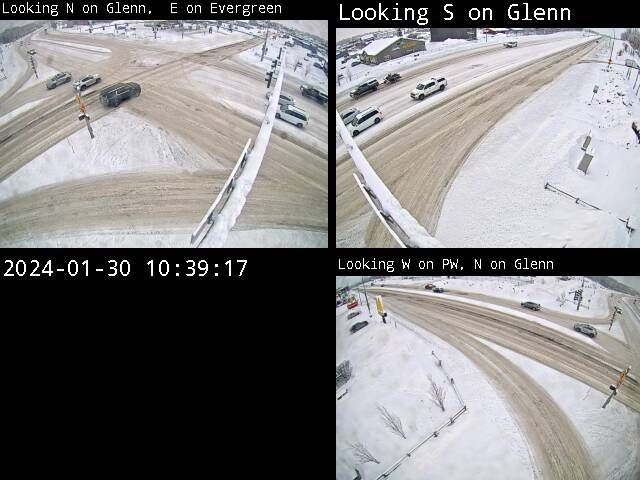 Looking N on Glenn,  E on Evergreen
Looking S on Glenn
2024-01-30 10:39:17
Looking W on PW, N on Glenn